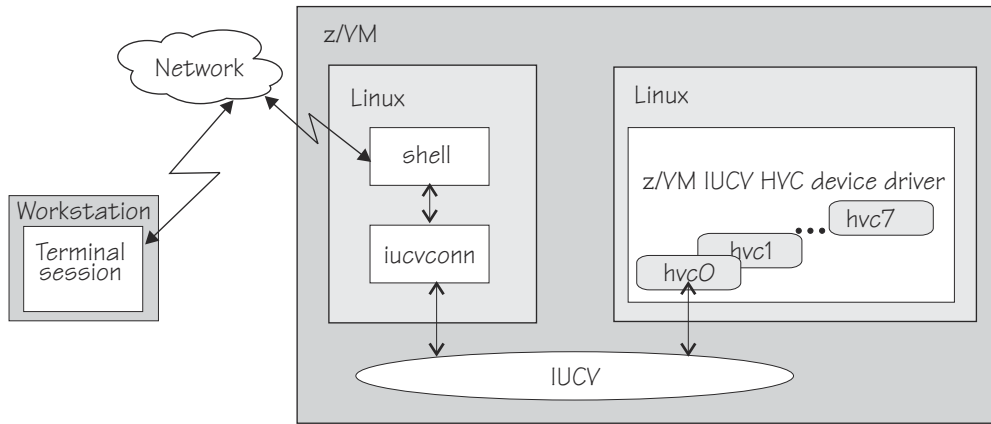 z/VM
Network
Linux
Linux
shell
z/VM IUCV HVC device driver
Workstation
hvc7
Terminal
session
iucvconn
hvc1
hvc0
IUCV